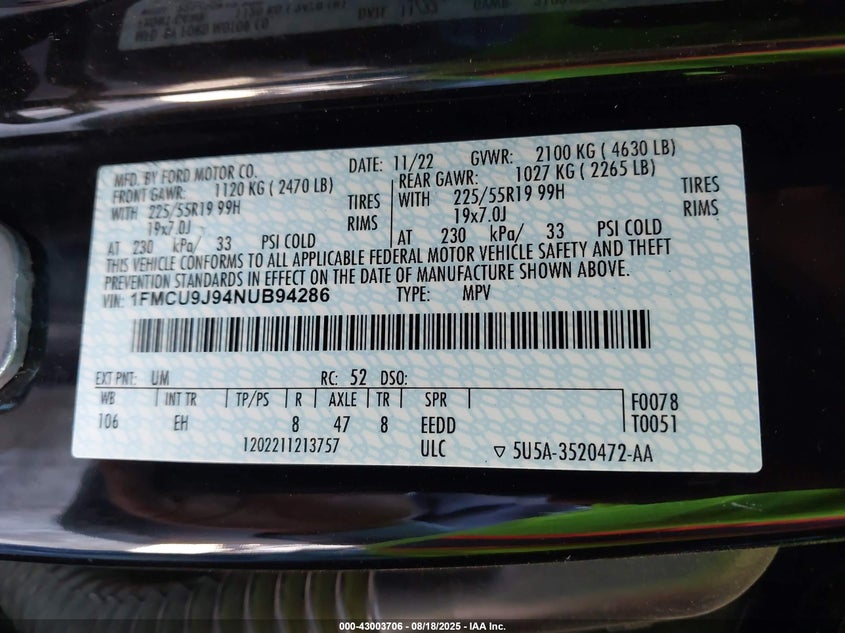 MFD. BY FORD MOTOR CO. DATE: 11/22 GVWR: 2100 KG ( 4630 LB)
FRONT GAWR: 1120 KG ( 2470 LB) REAR GAWR: 1027 KG ( 2265 LB)
WITH 225/55R19 99H TIRES WITH 225/55R19 99H TIRES
19x7.0J RIMS 19x7.0J RIMS
AT 230 kPa/ 33 PSI COLD AT 230 kPa/ 33 PSI COLD
THIS VEHICLE CONFORMS TO ALL APPLICABLE FEDERAL MOTOR VEHICLE SAFETY AND THEFT
PREVENTION STANDARDS IN EFFECT ON THE DATE OF MANUFACTURE SHOWN ABOVE.
VIN: 1FMCU9J94NUB94286 TYPE: MPV
EXT PNT: UM RC: 52 DSO:
WB INT TR TP/PS R AXLE TR SPR F0078
106 EH 8 47 8 EEDD T0051
1202211213757 ULC ▽ 5U5A-3520472-AA
000-43003706 - 08/18/2025 - IAA Inc.